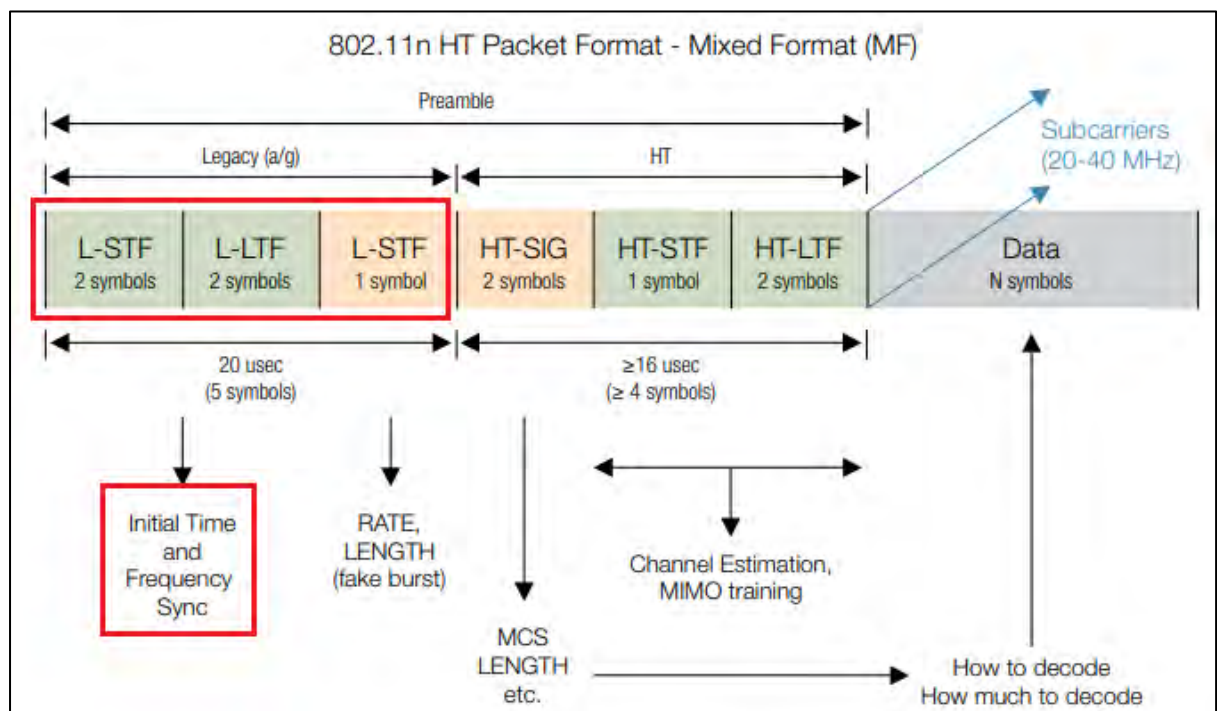 802.11n HT Packet Format - Mixed Format (MF)
Preamble
Subcarriers
(20-40 MHz)
Legacy (a/g)
HT
L-STF
2 symbols
L-LTF
2 symbols
L-STF
1 symbol
HT-SIG
2 symbols
HT-STF
1 symbol
HT-LTF
2 symbols
Data
N symbols
20 usec
(5 symbols)
≥16 usec
(≥ 4 symbols)
Initial Time
and
Frequency
Sync
RATE,
LENGTH
(fake burst)
Channel Estimation,
MIMO training
MCS
LENGTH
etc.
How to decode
How much to decode